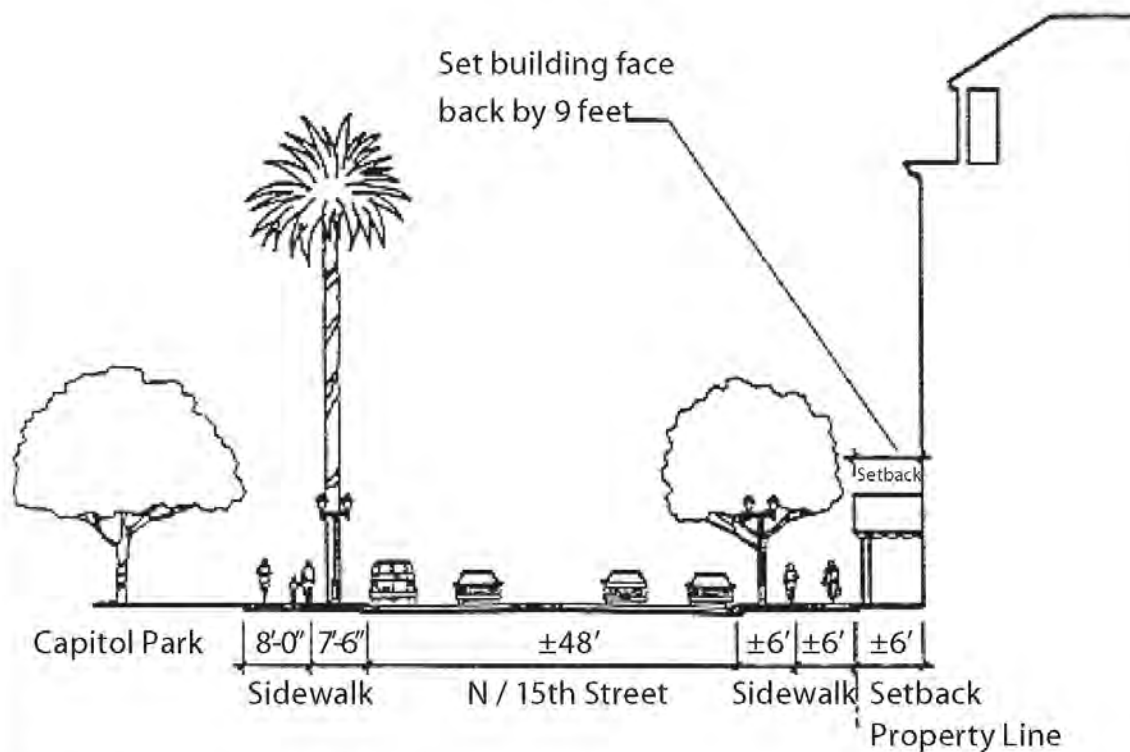 Set building face
back by 9 feet
Setback
Capitol Park 8'-0" 7'-6" ±48' ±6' ±6' ±6'
Sidewalk N / 15th Street Sidewalk Setback
Property Line